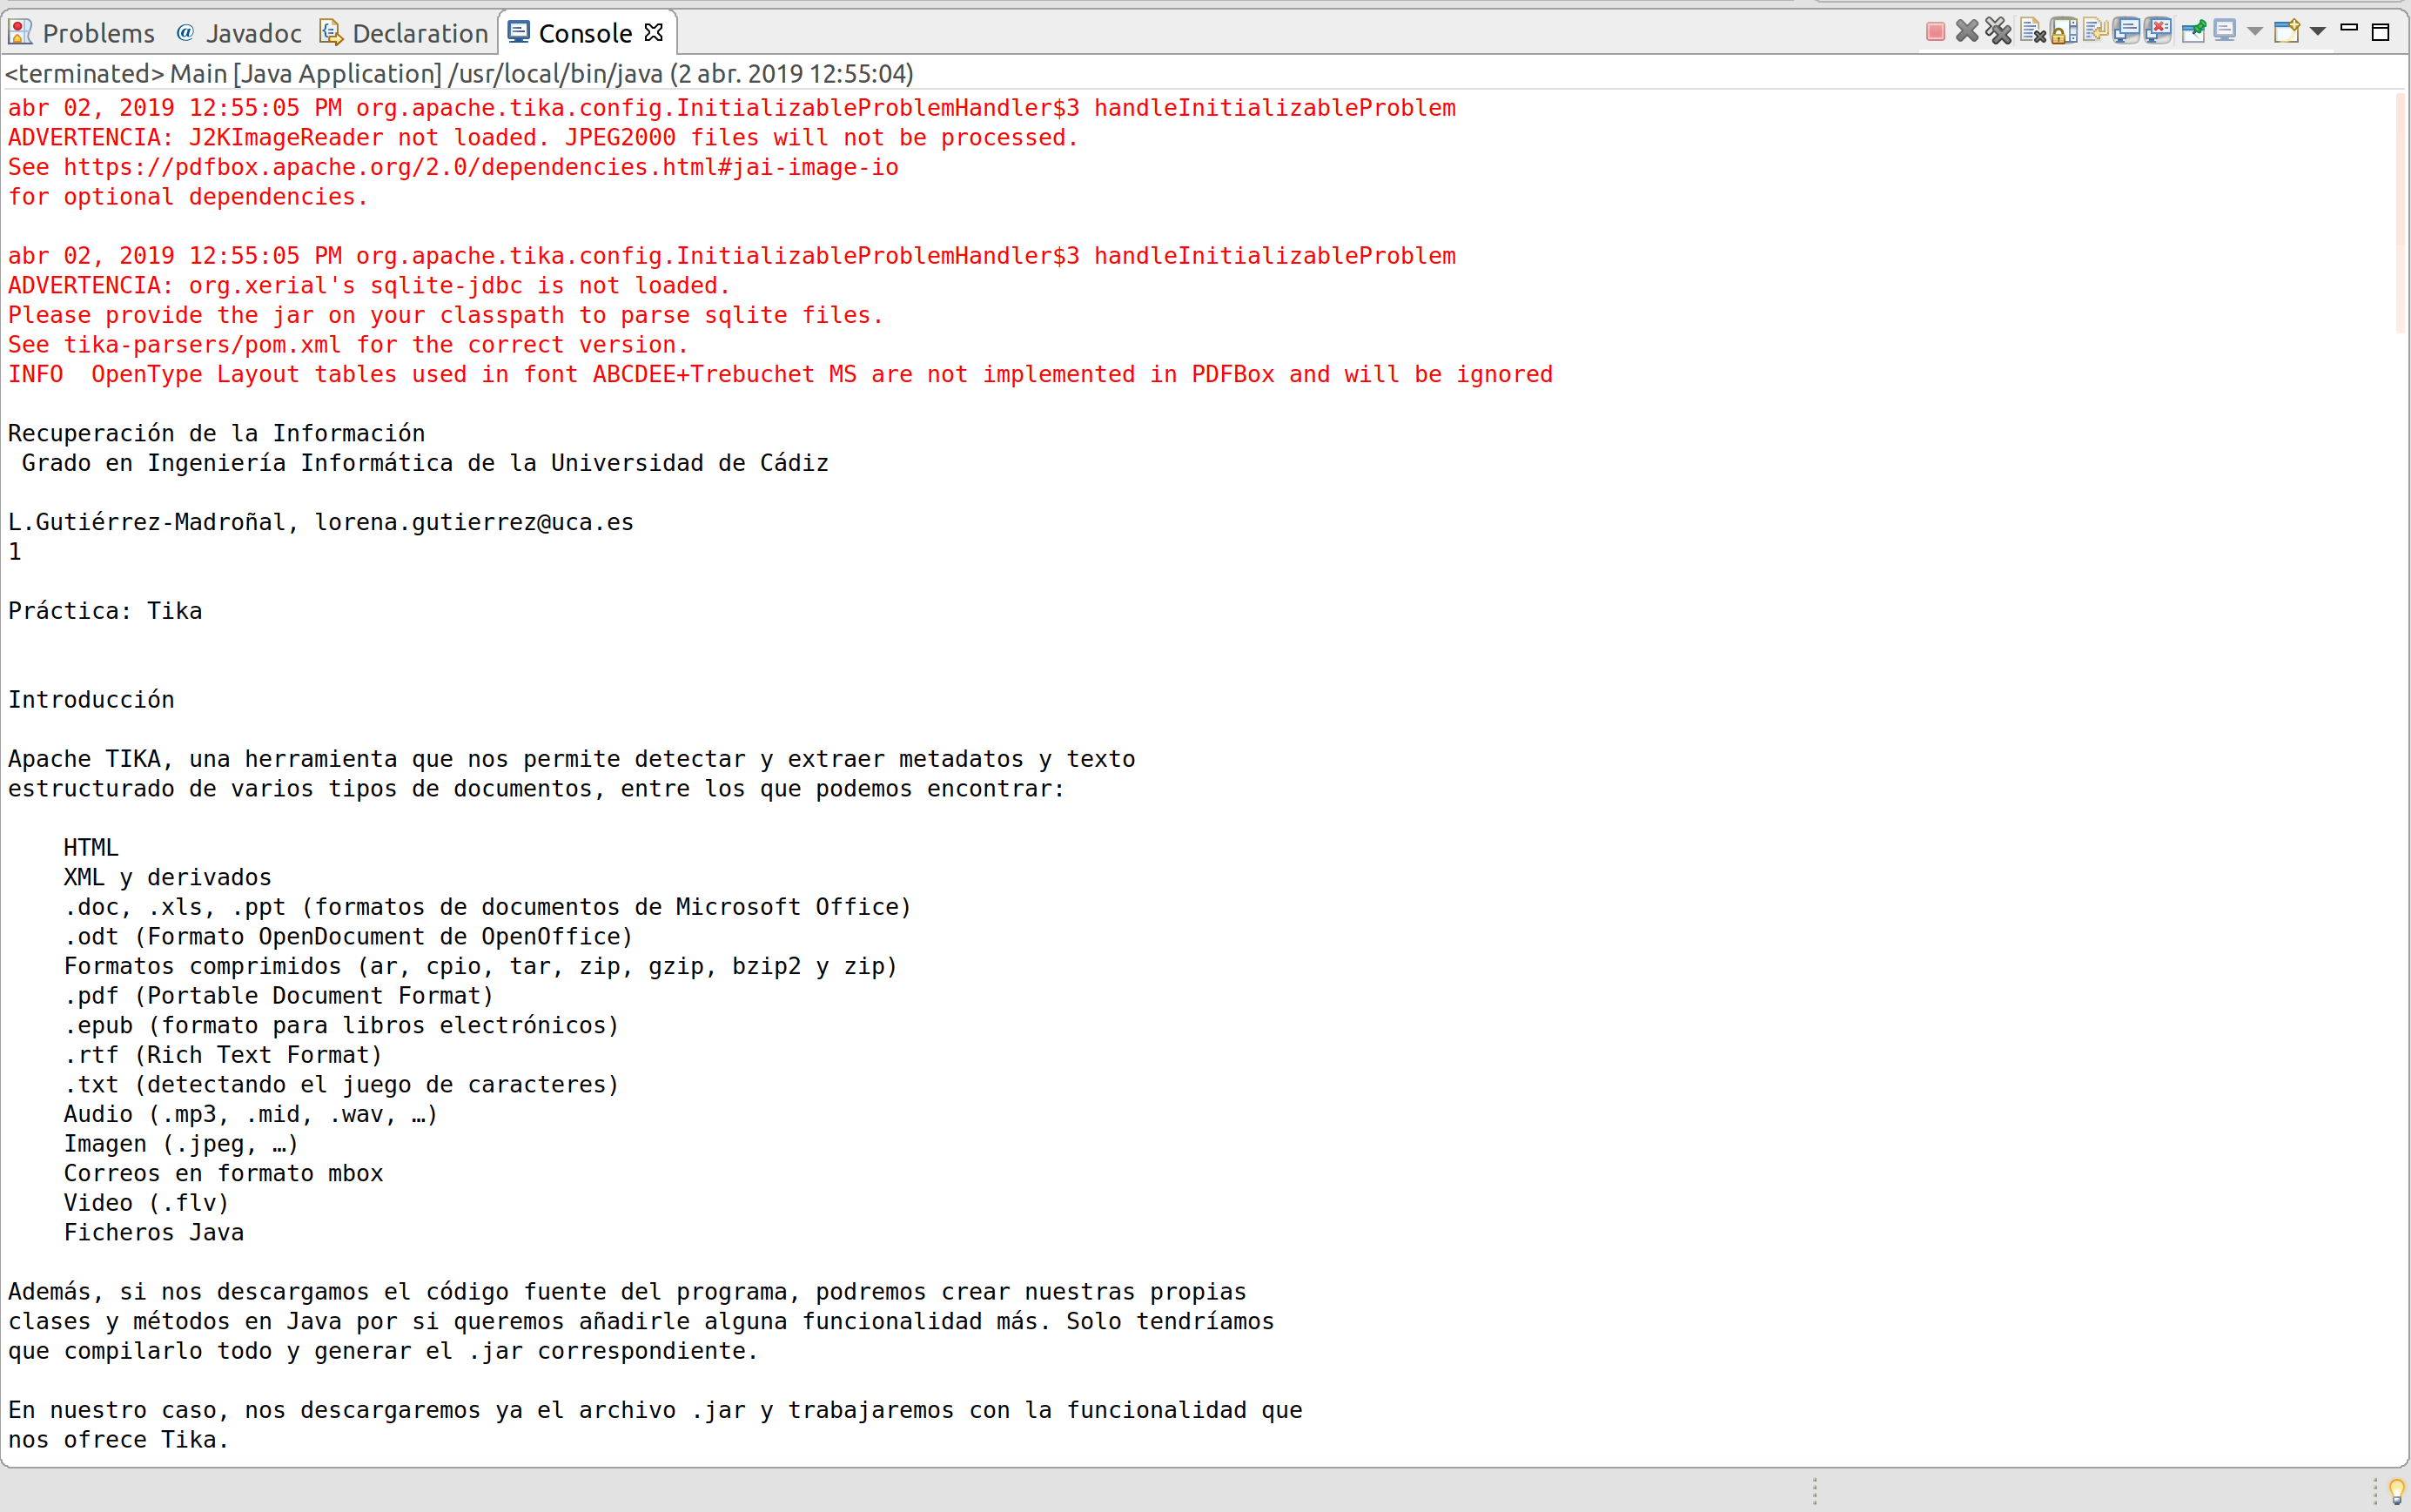 Problems @ Javadoc Declaration Console
<terminated> Main [Java Application] /usr/local/bin/java (2 abr. 2019 12:55:04)
abr 02, 2019 12:55:05 PM org.apache.tika.config.InitializableProblemHandler$3 handleInitializableProblem
ADVERTENCIA: J2KImageReader not loaded. JPEG2000 files will not be processed.
See https://pdfbox.apache.org/2.0/dependencies.html#jai-image-io
for optional dependencies.
abr 02, 2019 12:55:05 PM org.apache.tika.config.InitializableProblemHandler$3 handleInitializableProblem
ADVERTENCIA: org.xerial's sqlite-jdbc is not loaded.
Please provide the jar on your classpath to parse sqlite files.
See tika-parsers/pom.xml for the correct version.
INFO  OpenType Layout tables used in font ABCDEE+Trebuchet MS are not implemented in PDFBox and will be ignored
Recuperación de la Información
Grado en Ingeniería Informática de la Universidad de Cádiz
L.Gutiérrez-Madroñal, lorena.gutierrez@uca.es
1
Práctica: Tika
Introducción
Apache TIKA, una herramienta que nos permite detectar y extraer metadatos y texto
estructurado de varios tipos de documentos, entre los que podemos encontrar:
HTML
XML y derivados
.doc, .xls, .ppt (formatos de documentos de Microsoft Office)
.odt (Formato OpenDocument de OpenOffice)
Formatos comprimidos (ar, cpio, tar, zip, gzip, bzip2 y zip)
.pdf (Portable Document Format)
.epub (formato para libros electrónicos)
.rtf (Rich Text Format)
.txt (detectando el juego de caracteres)
Audio (.mp3, .mid, .wav, …)
Imagen (.jpeg, …)
Correos en formato mbox
Video (.flv)
Ficheros Java
Además, si nos descargamos el código fuente del programa, podremos crear nuestras propias
clases y métodos en Java por si queremos añadirle alguna funcionalidad más. Solo tendríamos
que compilarlo todo y generar el .jar correspondiente.
En nuestro caso, nos descargaremos ya el archivo .jar y trabajaremos con la funcionalidad que
nos ofrece Tika.